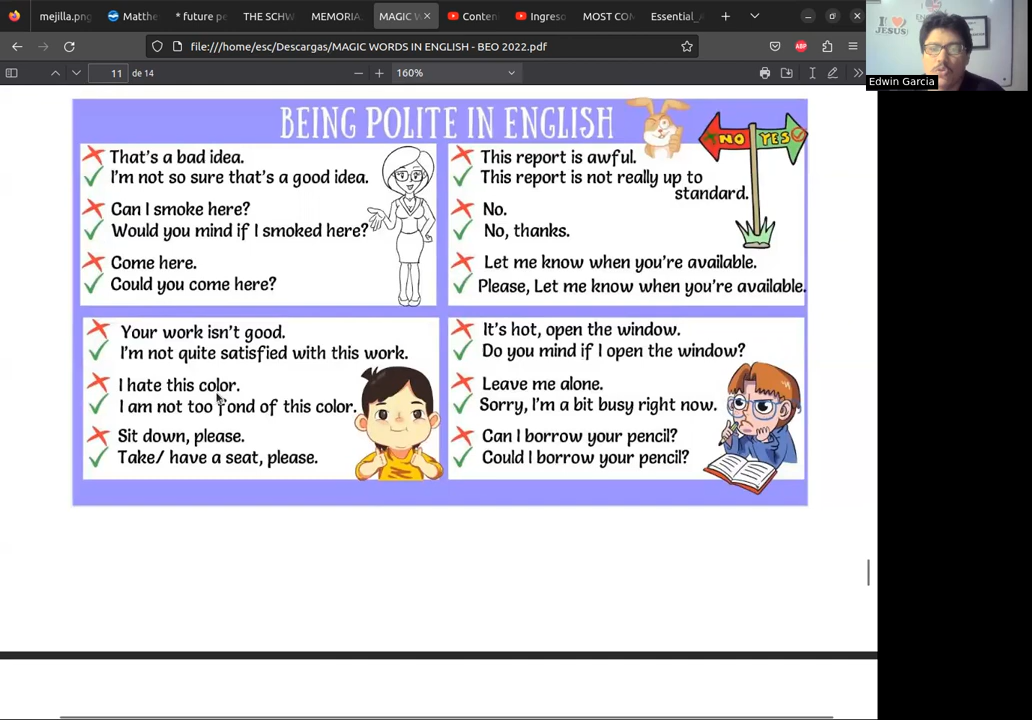 mejilla.png
Matthe
* future pe
THE SCHW
MEMORIA
MAGIC W
Conten
Ingreso
MOST CON
Essential_A
file:///home/esc/Descargas/MAGIC WORDS IN ENGLISH - BEO 2022.pdf
ABP
11
de 14
160%
I ❤ JESUS!
Edwin Garcia
BEING POLITE IN ENGLISH
NO YES
That's a bad idea.
I'm not so sure that's a good idea.
Can I smoke here?
Would you mind if I smoked here?
Come here.
Could you come here?
This report is awful.
This report is not really up to
standard.
No.
No, thanks.
Let me know when you're available.
Please, Let me know when you're available.
Your work isn't good.
I'm not quite satisfied with this work.
I hate this color.
I am not too fond of this color.
Sit down, please.
Take/ have a seat, please.
It's hot, open the window.
Do you mind if I open the window?
Leave me alone.
Sorry, I'm a bit busy right now.
Can I borrow your pencil?
Could I borrow your pencil?